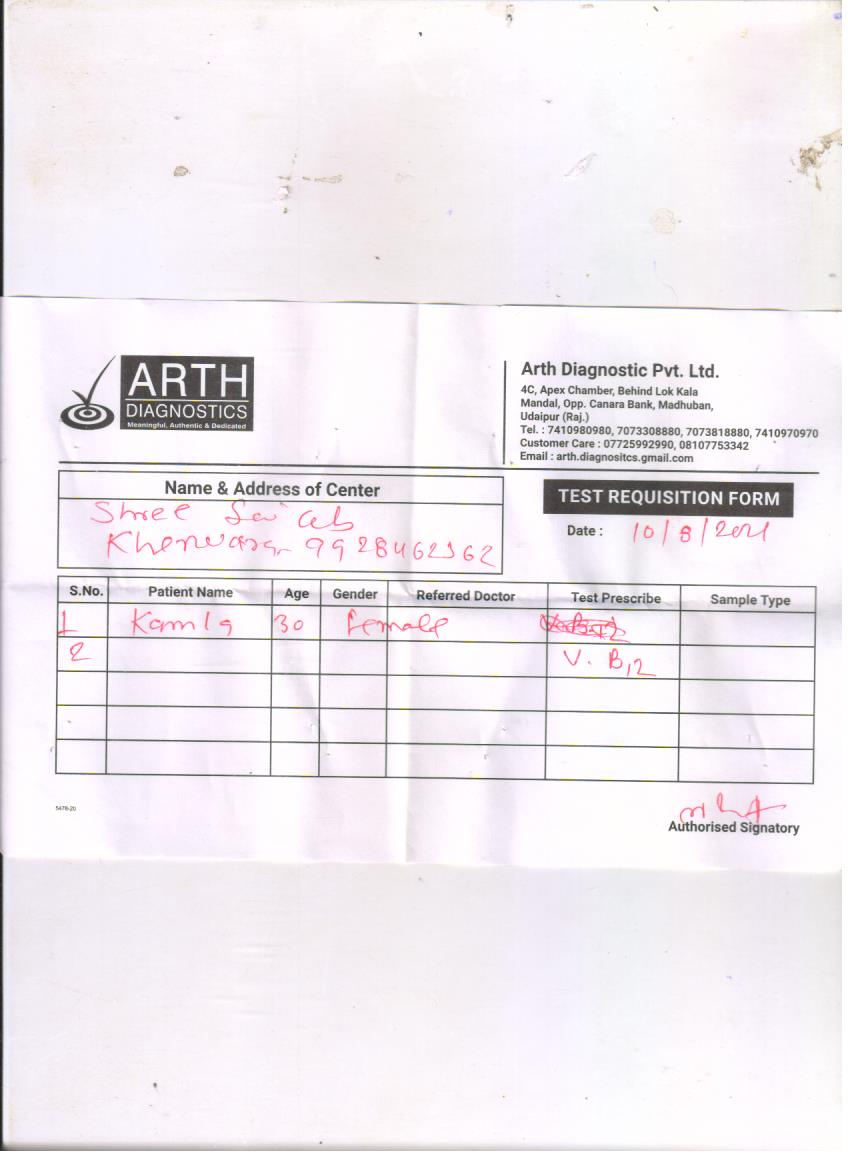 ARTH
DIAGNOSTICS
Meaningful, Authentic & Dedicated
Arth Diagnostic Pvt. Ltd.
4C, Apex Chamber, Behind Lok Kala
Mandal, Opp. Canara Bank, Madhuban,
Udaipur (Raj.)
Tel. : 7410980980, 7073308880, 7073818880, 7410970970
Customer Care : 07725992990, 08107753342
Email : arth.diagnositcs.gmail.com
Name & Address of Center
Shree
9928462362
TEST REQUISITION FORM
Date : 10/8/2021
S.No. Patient Name Age Gender Referred Doctor Test Prescribe Sample Type
1 Kamla 30 female
2 V. B12
5478-20
Authorised Signatory